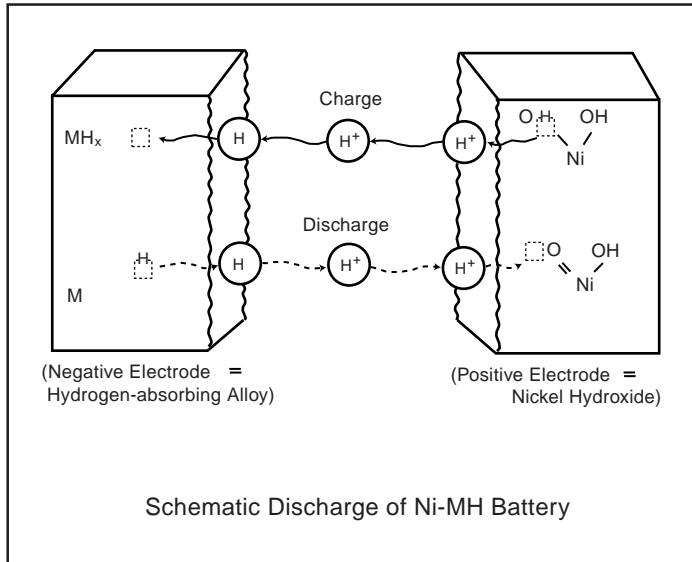 Charge
MHₓ
H
H⁺
H⁺
O H
OH
Ni
Discharge
H
M
H
H⁺
H⁺
O
OH
Ni
(Negative Electrode =
Hydrogen-absorbing Alloy)
(Positive Electrode =
Nickel Hydroxide)
Schematic Discharge of Ni-MH Battery